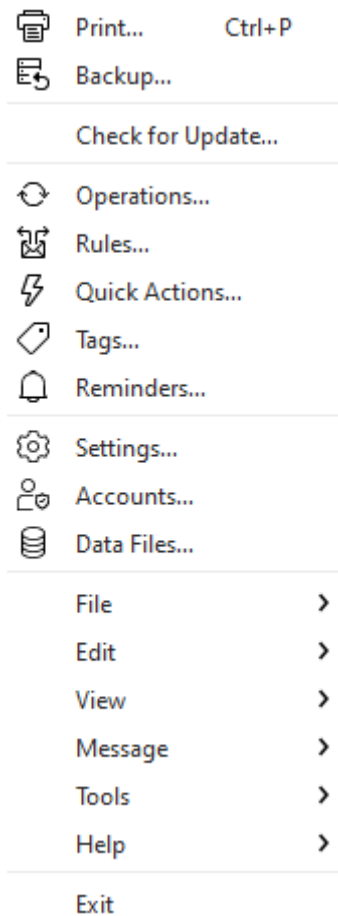 Print... Ctrl+P
Backup...
Check for Update...
Operations...
Rules...
Quick Actions...
Tags...
Reminders...
Settings...
Accounts...
Data Files...
File
Edit
View
Message
Tools
Help
Exit